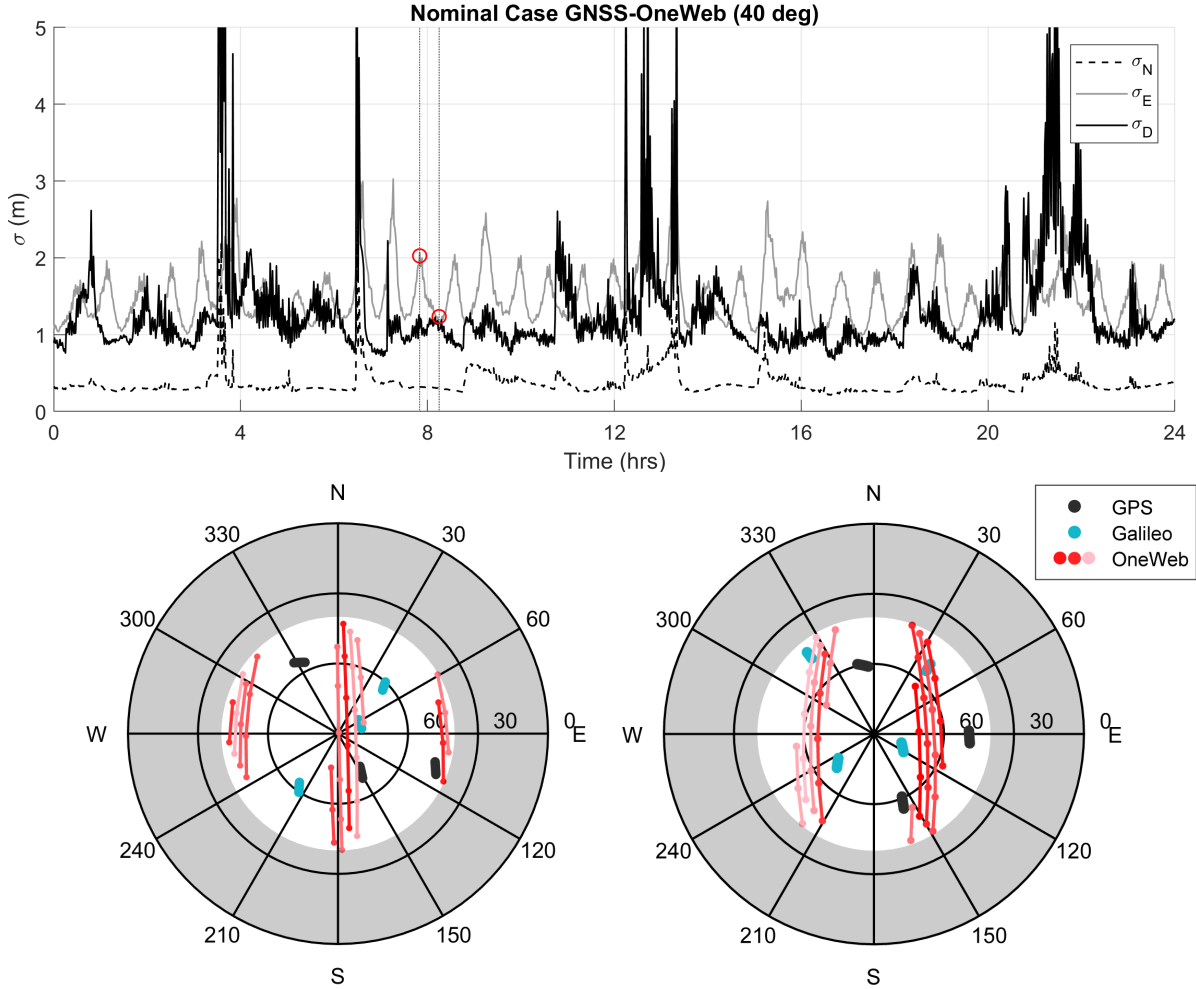 Nominal Case GNSS-OneWeb (40 deg)
5
4
3
2
1
0
σ (m)
σN
σE
σD
0 4 8 12 16 20 24
Time (hrs)
N
330 30
300 60
W 60 30 0 E
240 120
210 150
S
N
330 30
300 60
W 60 30 0 E
240 120
210 150
S
GPS
Galileo
OneWeb